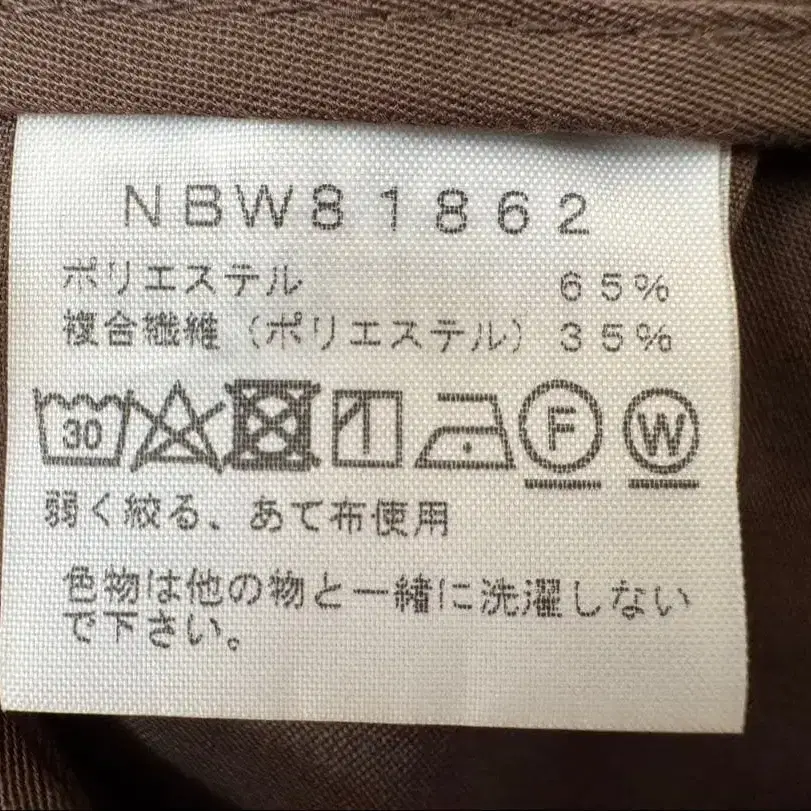 NBW81862
ポリエステル 65%
複合繊維(ポリエステル) 35%
30 F W
弱く絞る、あて布使用
色物は他の物と一緒に洗濯しない
で下さい。